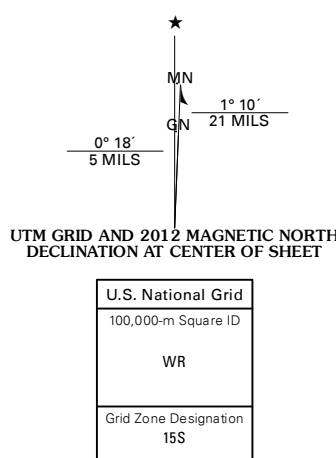 ★
MN
1° 10´
21 MILS
GN
0° 18´
5 MILS
UTM GRID AND 2012 MAGNETIC NORTH
DECLINATION AT CENTER OF SHEET
U.S. National Grid
100,000-m Square ID
WR
Grid Zone Designation
15S